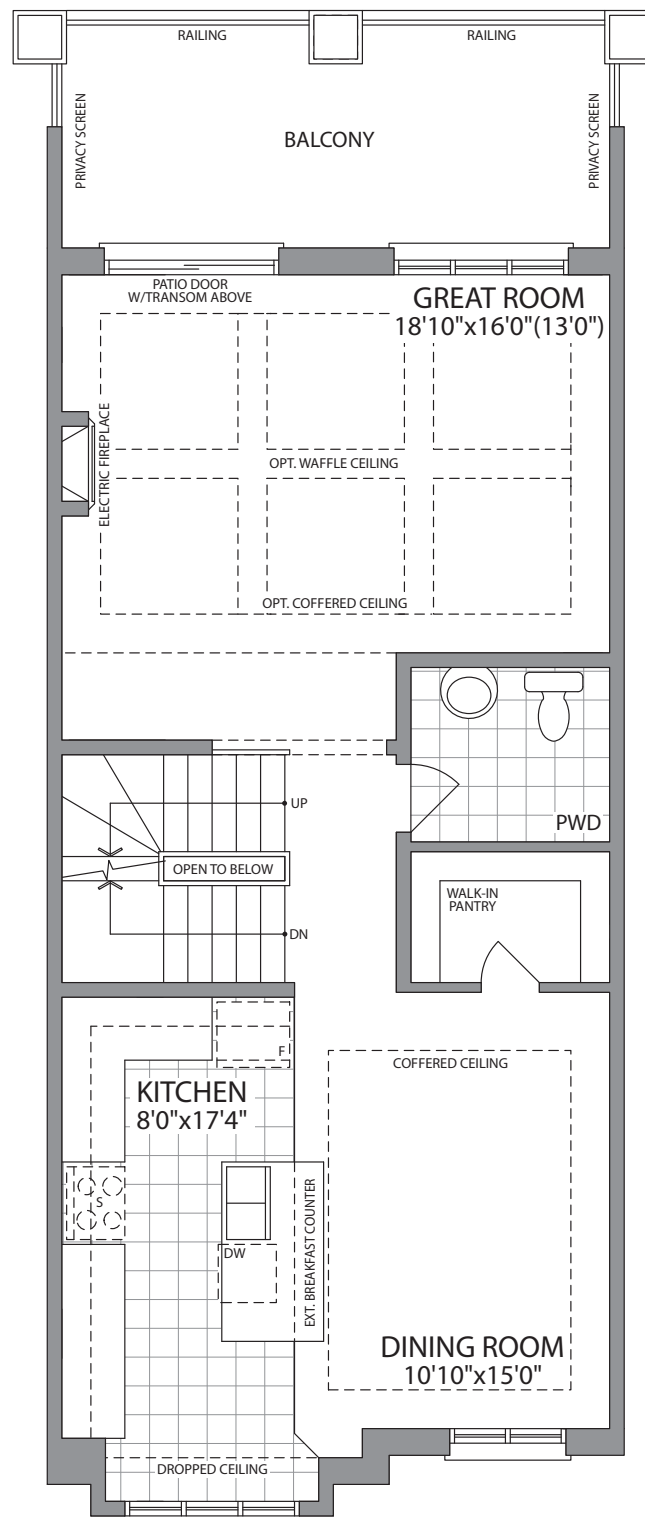 RAILING
RAILING
PRIVACY SCREEN
BALCONY
PRIVACY SCREEN
PATIO DOOR
W/TRANSOM ABOVE
GREAT ROOM
18'10"x16'0"(13'0")
ELECTRIC FIREPLACE
OPT. WAFFLE CEILING
OPT. COFFERED CEILING
UP
PWD
OPEN TO BELOW
WALK-IN
PANTRY
DN
F
COFFERED CEILING
KITCHEN
8'0"x17'4"
S
EXT. BREAKFAST COUNTER
DW
DINING ROOM
10'10"x15'0"
DROPPED CEILING